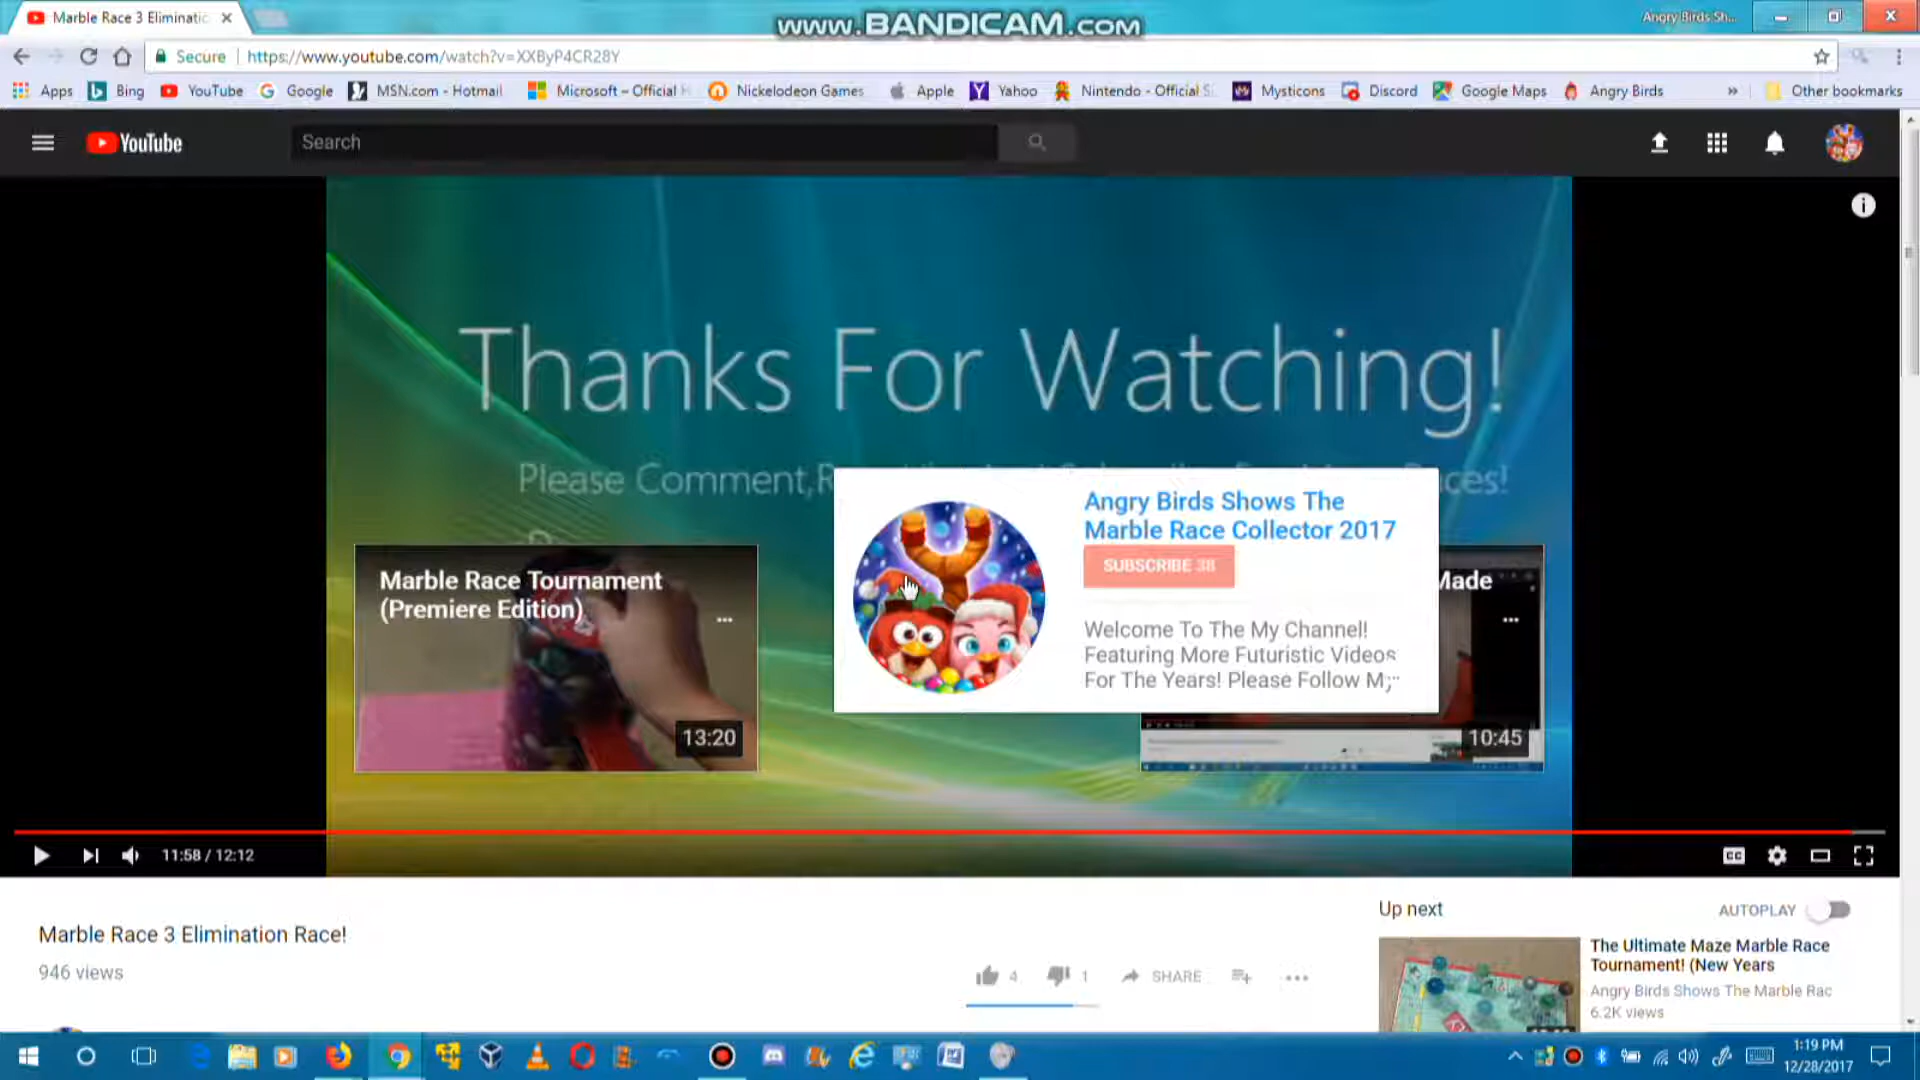 Marble Race 3 Eliminatic
www.BANDICAM.com
Angry Birds Sh...
Secure https://www.youtube.com/watch?v=XXByP4CR28Y
Apps Bing YouTube Google MSN.com - Hotmail Microsoft – Official H Nickelodeon Games Apple Yahoo Nintendo - Official S Mysticons Discord Google Maps Angry Birds » Other bookmarks
YouTube Search
Thanks For Watching!
Please Comment,R
ces!
Angry Birds Shows The
Marble Race Collector 2017
SUBSCRIBE 38
Welcome To The My Channel!
Featuring More Futuristic Videos
For The Years! Please Follow M
Marble Race Tournament
(Premiere Edition)
13:20
Made
10:45
11:58 / 12:12
CC
Marble Race 3 Elimination Race!
946 views
4 1 SHARE
Up next AUTOPLAY
The Ultimate Maze Marble Race
Tournament! (New Years
Angry Birds Shows The Marble Rac
6.2K views
1:19 PM
12/28/2017